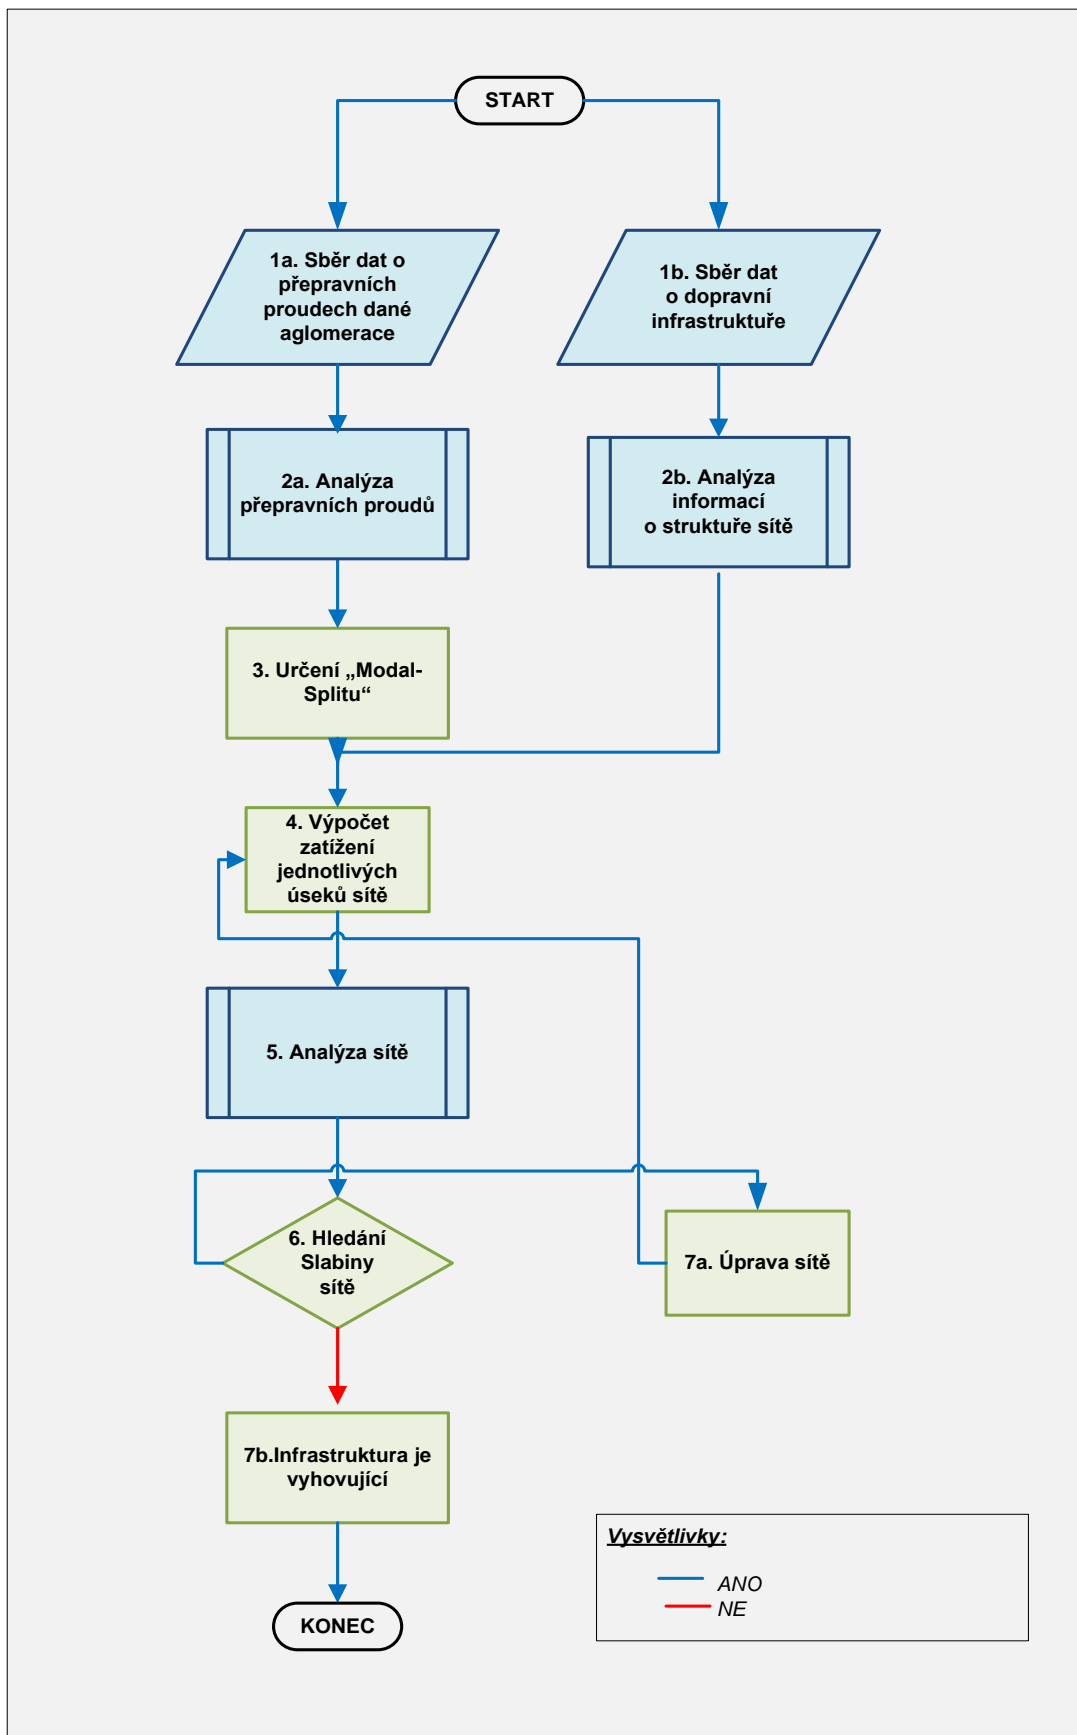 START
1a. Sběr dat o
přepravních
proudech dané
aglomerace
1b. Sběr dat
o dopravní
infrastruktuře
2a. Analýza
přepravních proudů
2b. Analýza
informací
o struktuře sítě
3. Určení „Modal-
Splitu“
4. Výpočet
zatížení
jednotlivých
úseků sítě
5. Analýza sítě
6. Hledání
Slabiny
sítě
7a. Úprava sítě
7b.Infrastruktura je
vyhovující
KONEC
Vysvětlivky:
ANO
NE